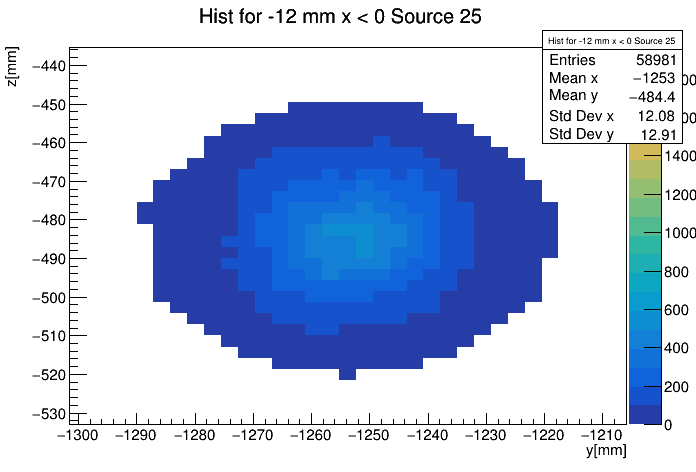 Hist for -12 mm x < 0 Source 25
z[mm]
Hist for -12 mm x < 0 Source 25
Entries 58981
Mean x −1253
Mean y −484.4
Std Dev x 12.08
Std Dev y 12.91
−440
−450
−460
−470
−480
−490
−500
−510
−520
−530
1400
1200
1000
800
600
400
200
0
−1300 −1290 −1280 −1270 −1260 −1250 −1240 −1230 −1220 −1210
y[mm]